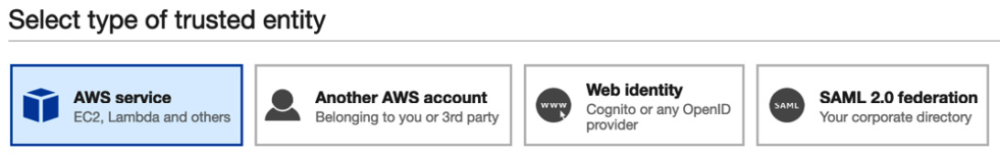 Select type of trusted entity
AWS service
EC2, Lambda and others
Another AWS account
Belonging to you or 3rd party
www
Web identity
Cognito or any OpenID
provider
SAML
SAML 2.0 federation
Your corporate directory